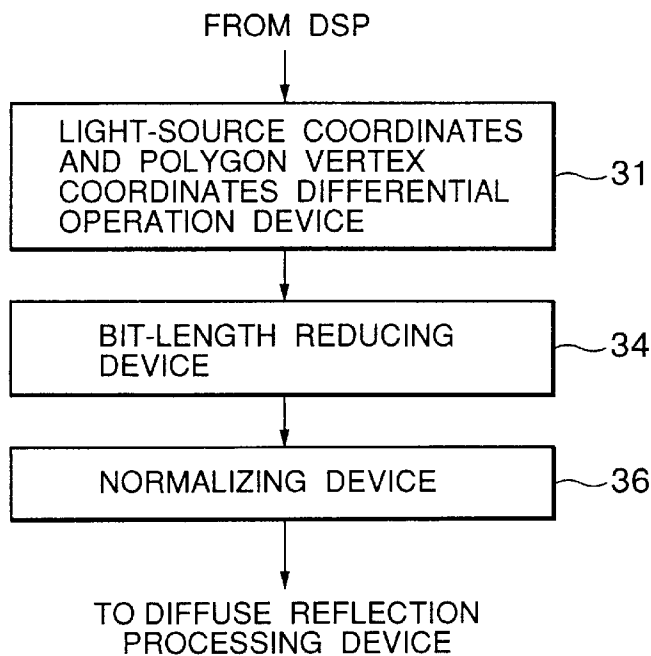 FROM DSP
LIGHT-SOURCE COORDINATES
AND POLYGON VERTEX
COORDINATES DIFFERENTIAL
OPERATION DEVICE
31
BIT-LENGTH REDUCING
DEVICE
34
NORMALIZING DEVICE
36
TO DIFFUSE REFLECTION
PROCESSING DEVICE